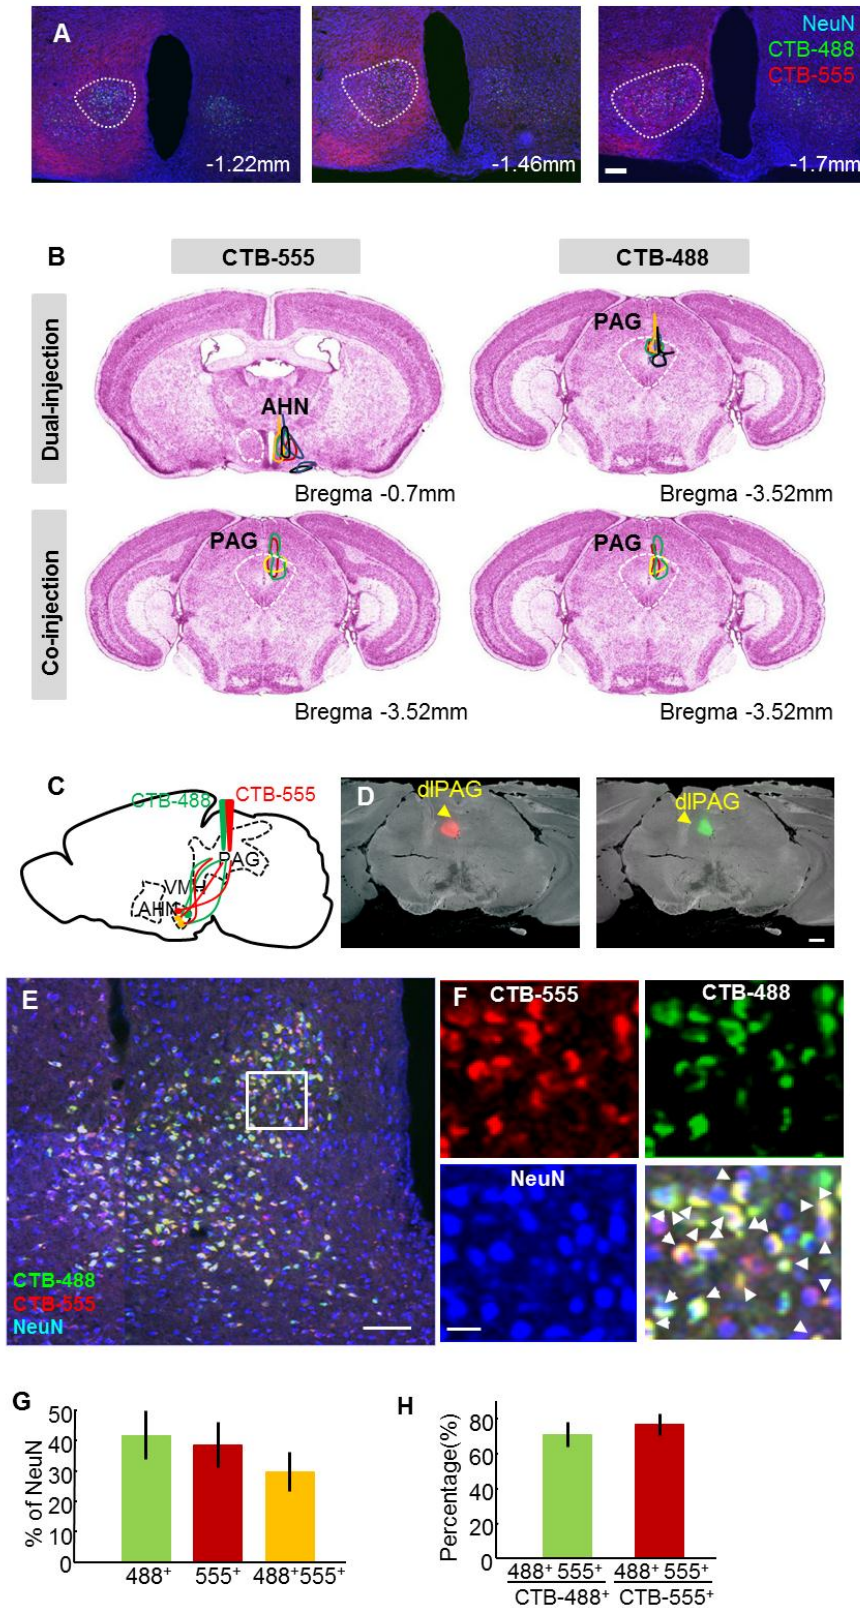 A
NeuN
CTB-488
CTB-555
-1.22mm
-1.46mm
-1.7mm
B
CTB-555
CTB-488
Dual-injection
AHN
PAG
Bregma -0.7mm
Bregma -3.52mm
Co-injection
PAG
PAG
Bregma -3.52mm
Bregma -3.52mm
C
CTB-488
CTB-555
PAG
VMH
AHN
D
dlPAG
dlPAG
E
CTB-488
CTB-555
NeuN
F
CTB-555
CTB-488
NeuN
G
% of NeuN
50
40
30
20
10
0
488+
555+
488+555+
H
Percentage(%)
80
60
40
20
0
488+ 555+
CTB-488+
488+ 555+
CTB-555+